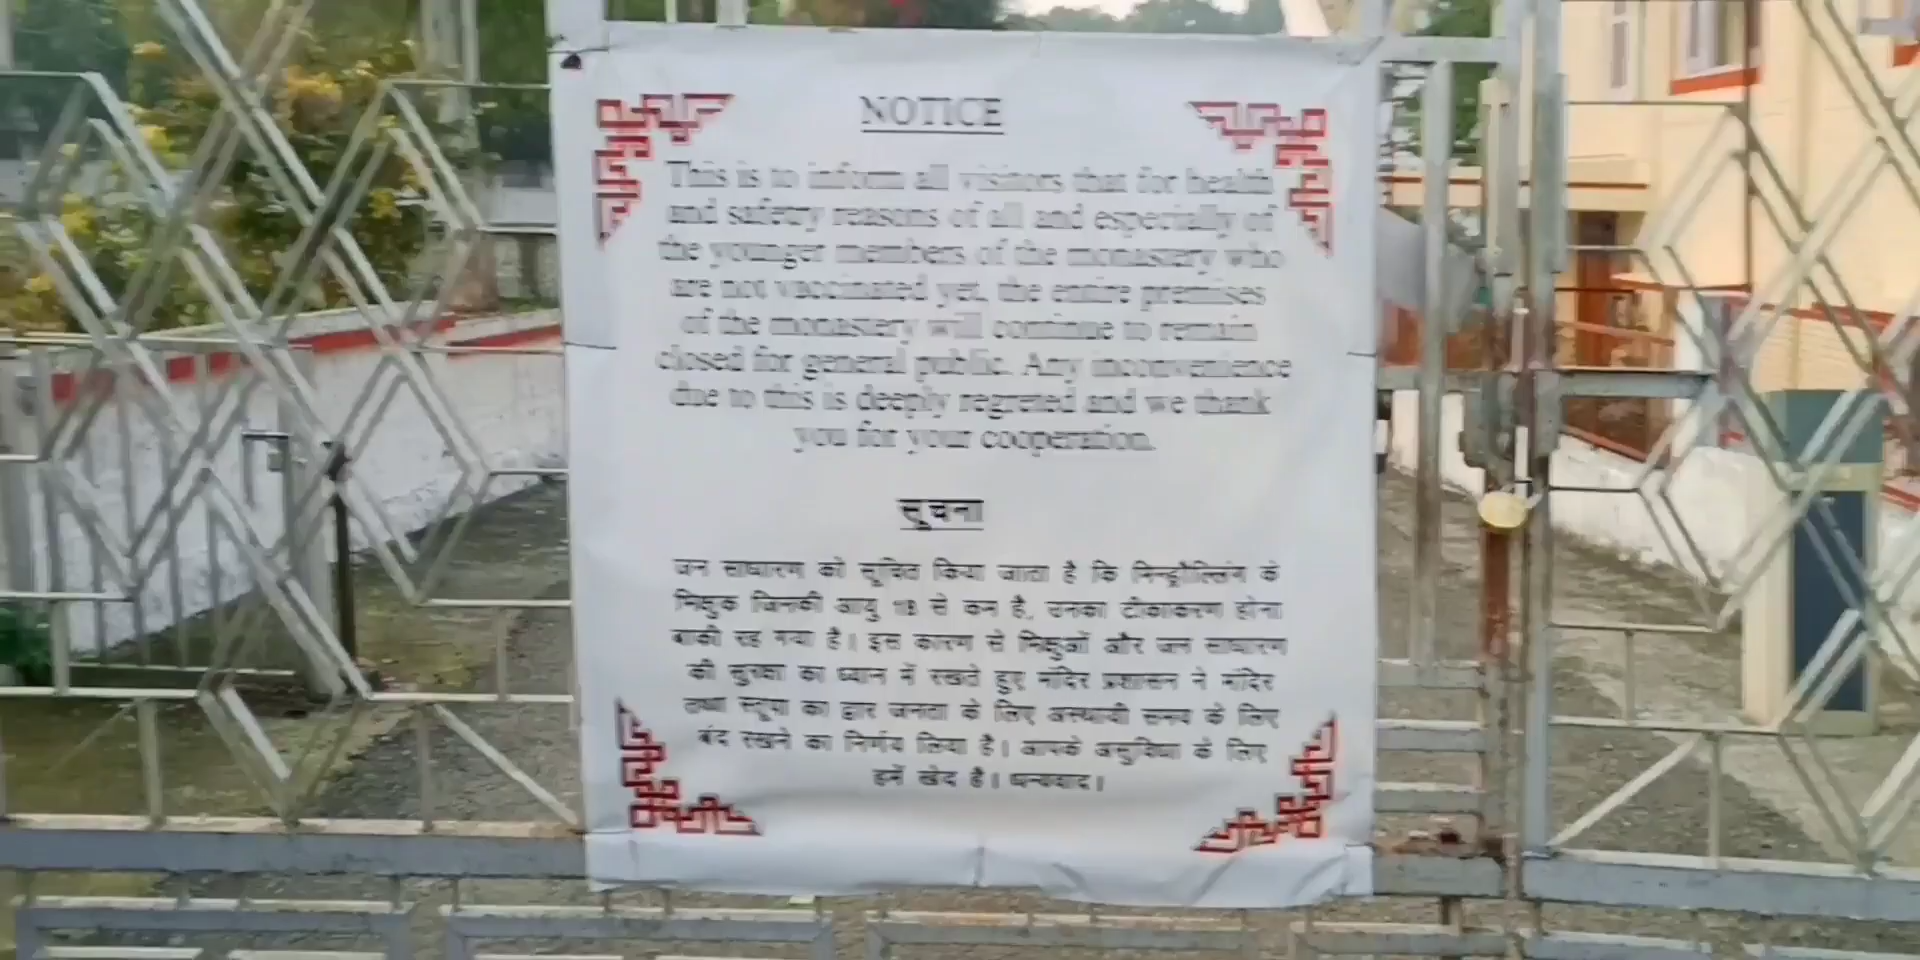 NOTICE
This is to inform all visitors that for health
and safetry reasons of all and especially of
the younger members of the monastery who
are not vaccinated yet, the entire premises
of the monastery will continue to remain
closed for general public. Any inconvenience
due to this is deeply regreted and we thank
you for your cooperation.
सूचना
जन साधारण को सूचित किया जाता है कि मिन्ड्रौल्लिंग के
भिक्षुक जिनकी आयु 18 से कम है, उनका टीकाकरण होना
बाकी रह गया है। इस कारण से भिक्षुओं और जन साधारण
की सुरक्षा का ध्यान में रखते हुए मंदिर प्रशासन ने मंदिर
तथा स्तूपा का द्वार जनता के लिए अस्थायी समय के लिए
बंद रखने का निर्णय लिया है। आपके असुविधा के लिए
हमें खेद है। धन्यवाद।